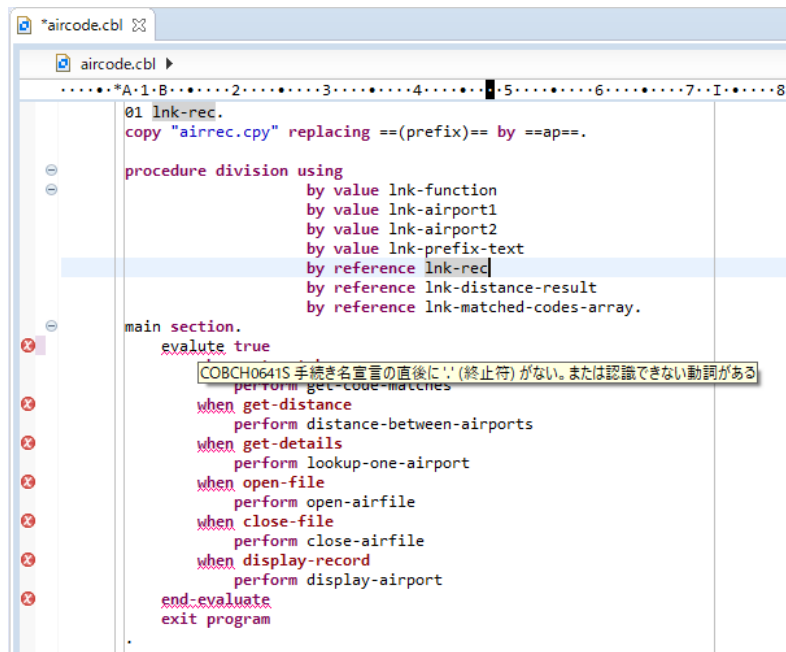 *aircode.cbl
aircode.cbl
····•·*A·1·B··•····2····•····3····•····4····•····5····•····6····•····7··I·•····8
01 lnk-rec.
copy "airrec.cpy" replacing ==(prefix)== by ==ap==.
procedure division using
by value lnk-function
by value lnk-airport1
by value lnk-airport2
by value lnk-prefix-text
by reference lnk-rec
by reference lnk-distance-result
by reference lnk-matched-codes-array.
main section.
evalute true
COBCH0641S 手続き名宣言の直後に '.' (終止符) がない。または認識できない動詞がある
perform get-code-matches
when get-distance
perform distance-between-airports
when get-details
perform lookup-one-airport
when open-file
perform open-airfile
when close-file
perform close-airfile
when display-record
perform display-airport
end-evaluate
exit program
.